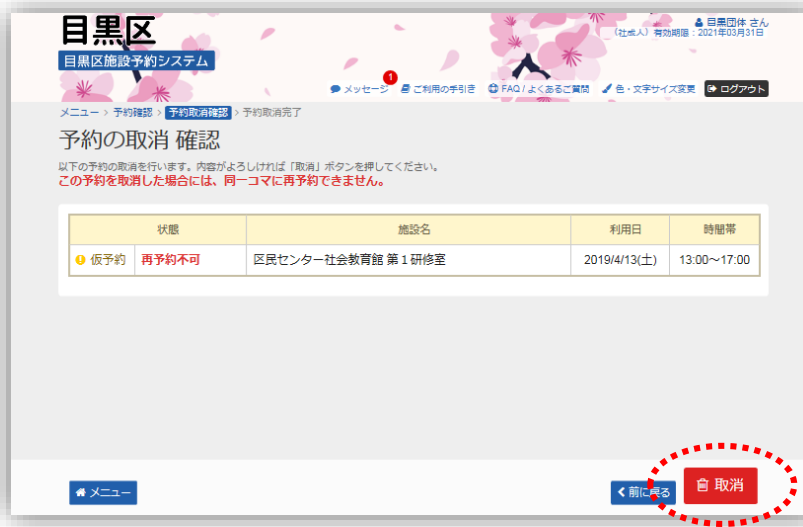 目黒区
目黒区施設予約システム
目黒団体 さん
(社成人) 有効期限：2021年03月31日
1
メッセージ ご利用の手引き FAQ / よくあるご質問 色・文字サイズ変更 ログアウト
メニュー > 予約確認 > 予約取消確認 > 予約取消完了
予約の取消 確認
以下の予約の取消を行います。内容がよろしければ「取消」ボタンを押してください。
この予約を取消した場合には、同一コマに再予約できません。
状態 施設名 利用日 時間帯
仮予約 再予約不可 区民センター社会教育館 第１研修室 2019/4/13(土) 13:00～17:00
メニュー 前に戻る 取消